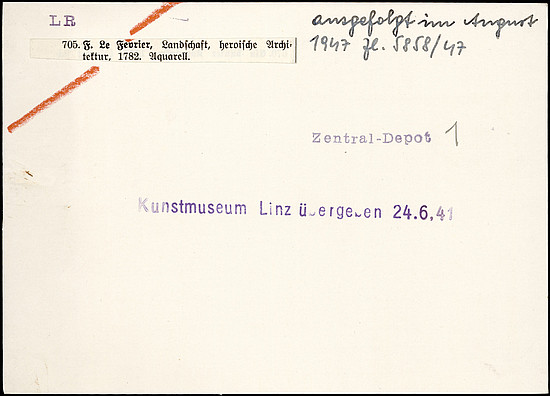 LR
ausgefolgt im August
1947 Zl. 5858/47
705. F. Le Febrier, Landschaft, heroische Archi-
tektur, 1782. Aquarell.
Zentral-Depot 1
Kunstmuseum Linz übergeben 24.6.41